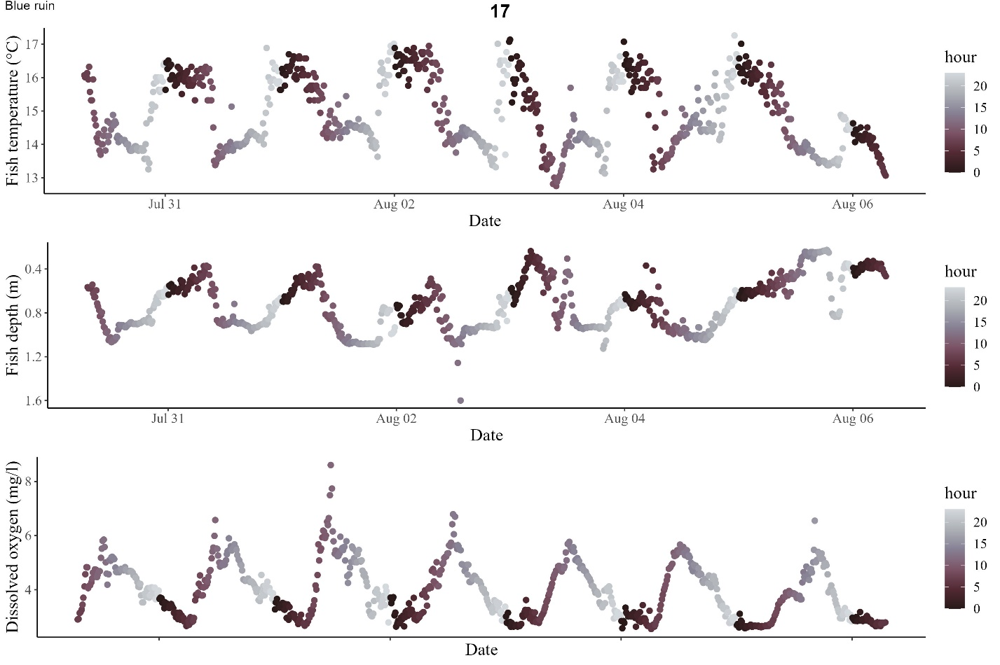 Blue ruin
17
Fish temperature (°C)
17
16
15
14
13
Jul 31
Aug 02
Aug 04
Aug 06
Date
hour
20
15
10
5
0
Fish depth (m)
0.4
0.8
1.2
1.6
Jul 31
Aug 02
Aug 04
Aug 06
Date
hour
20
15
10
5
0
Dissolved oxygen (mg/l)
8
6
4
Date
hour
20
15
10
5
0